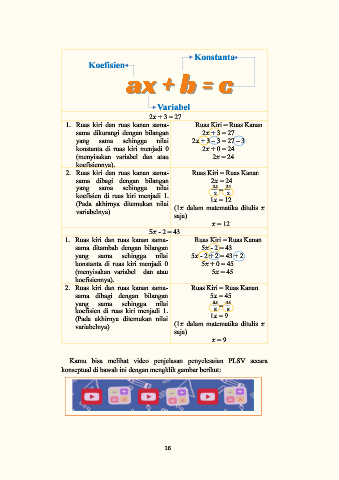 Konstanta
Koefisien
ax + b = c
Variabel
2x + 3 = 27
1. Ruas kiri dan ruas kanan sama-
sama dikurangi dengan bilangan
yang sama sehingga nilai
konstanta di ruas kiri menjadi 0
(menyisakan variabel dan atau
koefisiennya).
Ruas Kiri = Ruas Kanan
2x + 3 = 27
2x + 3 – 3 = 27 – 3
2x + 0 = 24
2x = 24
2. Ruas kiri dan ruas kanan sama-
sama dibagi dengan bilangan
yang sama sehingga nilai
koefisien di ruas kiri menjadi 1.
(Pada akhirnya ditemukan nilai
variabelnya)
Ruas Kiri = Ruas Kanan
2x = 24
2x/2 = 24/2
1x = 12
(1x dalam matematika ditulis x
saja)
x = 12
5x - 2 = 43
1. Ruas kiri dan ruas kanan sama-
sama ditambah dengan bilangan
yang sama sehingga nilai
konstanta di ruas kiri menjadi 0
(menyisakan variabel dan atau
koefisiennya).
Ruas Kiri = Ruas Kanan
5x - 2 = 43
5x - 2 + 2 = 43 + 2
5x + 0 = 45
5x = 45
2. Ruas kiri dan ruas kanan sama-
sama dibagi dengan bilangan
yang sama sehingga nilai
koefisien di ruas kiri menjadi 1.
(Pada akhirnya ditemukan nilai
variabelnya)
Ruas Kiri = Ruas Kanan
5x = 45
5x/5 = 45/5
1x = 9
(1x dalam matematika ditulis x
saja)
x = 9
Kamu bisa melihat video penjelasan penyelesaian PLSV secara
konseptual di bawah ini dengan mengklik gambar berikut:
16